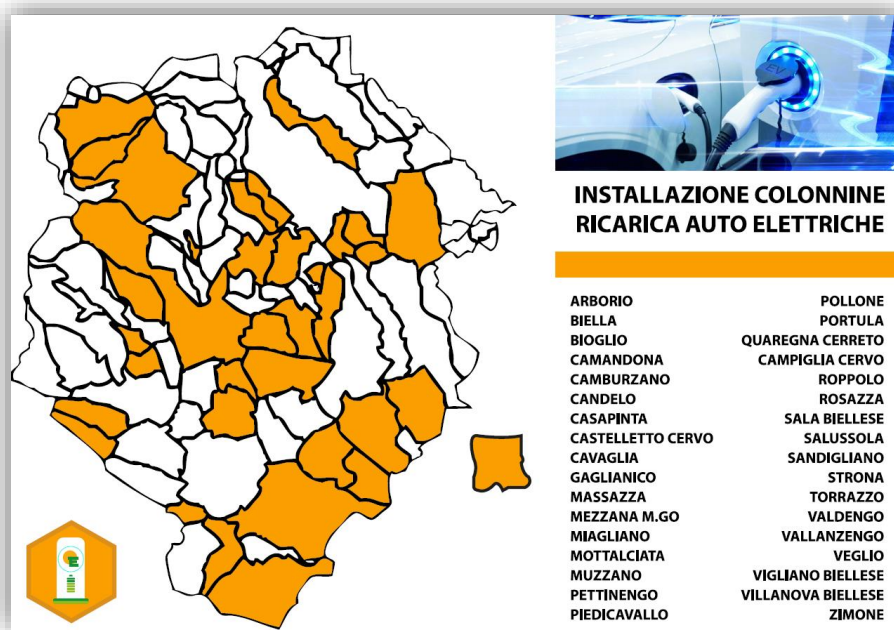 EV
INSTALLAZIONE COLONNINE
RICARICA AUTO ELETTRICHE
ARBORIO POLLONE
BIELLA PORTULA
BIOGLIO QUAREGNA CERRETO
CAMANDONA CAMPIGLIA CERVO
CAMBURZANO ROPPOLO
CANDELO ROSAZZA
CASAPINTA SALA BIELLESE
CASTELLETTO CERVO SALUSSOLA
CAVAGLIA SANDIGLIANO
GAGLIANICO STRONA
MASSAZZA TORRAZZO
MEZZANA M.GO VALDENGO
MIAGLIANO VALLANZENGO
MOTTALCIATA VEGLIO
MUZZANO VIGLIANO BIELLESE
PETTINENGO VILLANOVA BIELLESE
PIEDICAVALLO ZIMONE
E